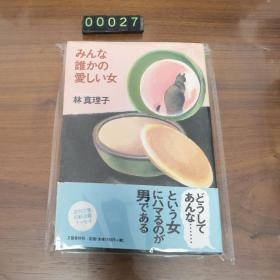 00027
みんな
誰かの
愛しい女
林 真理子
どうして
あんな……
という女
にハマるのが
男である